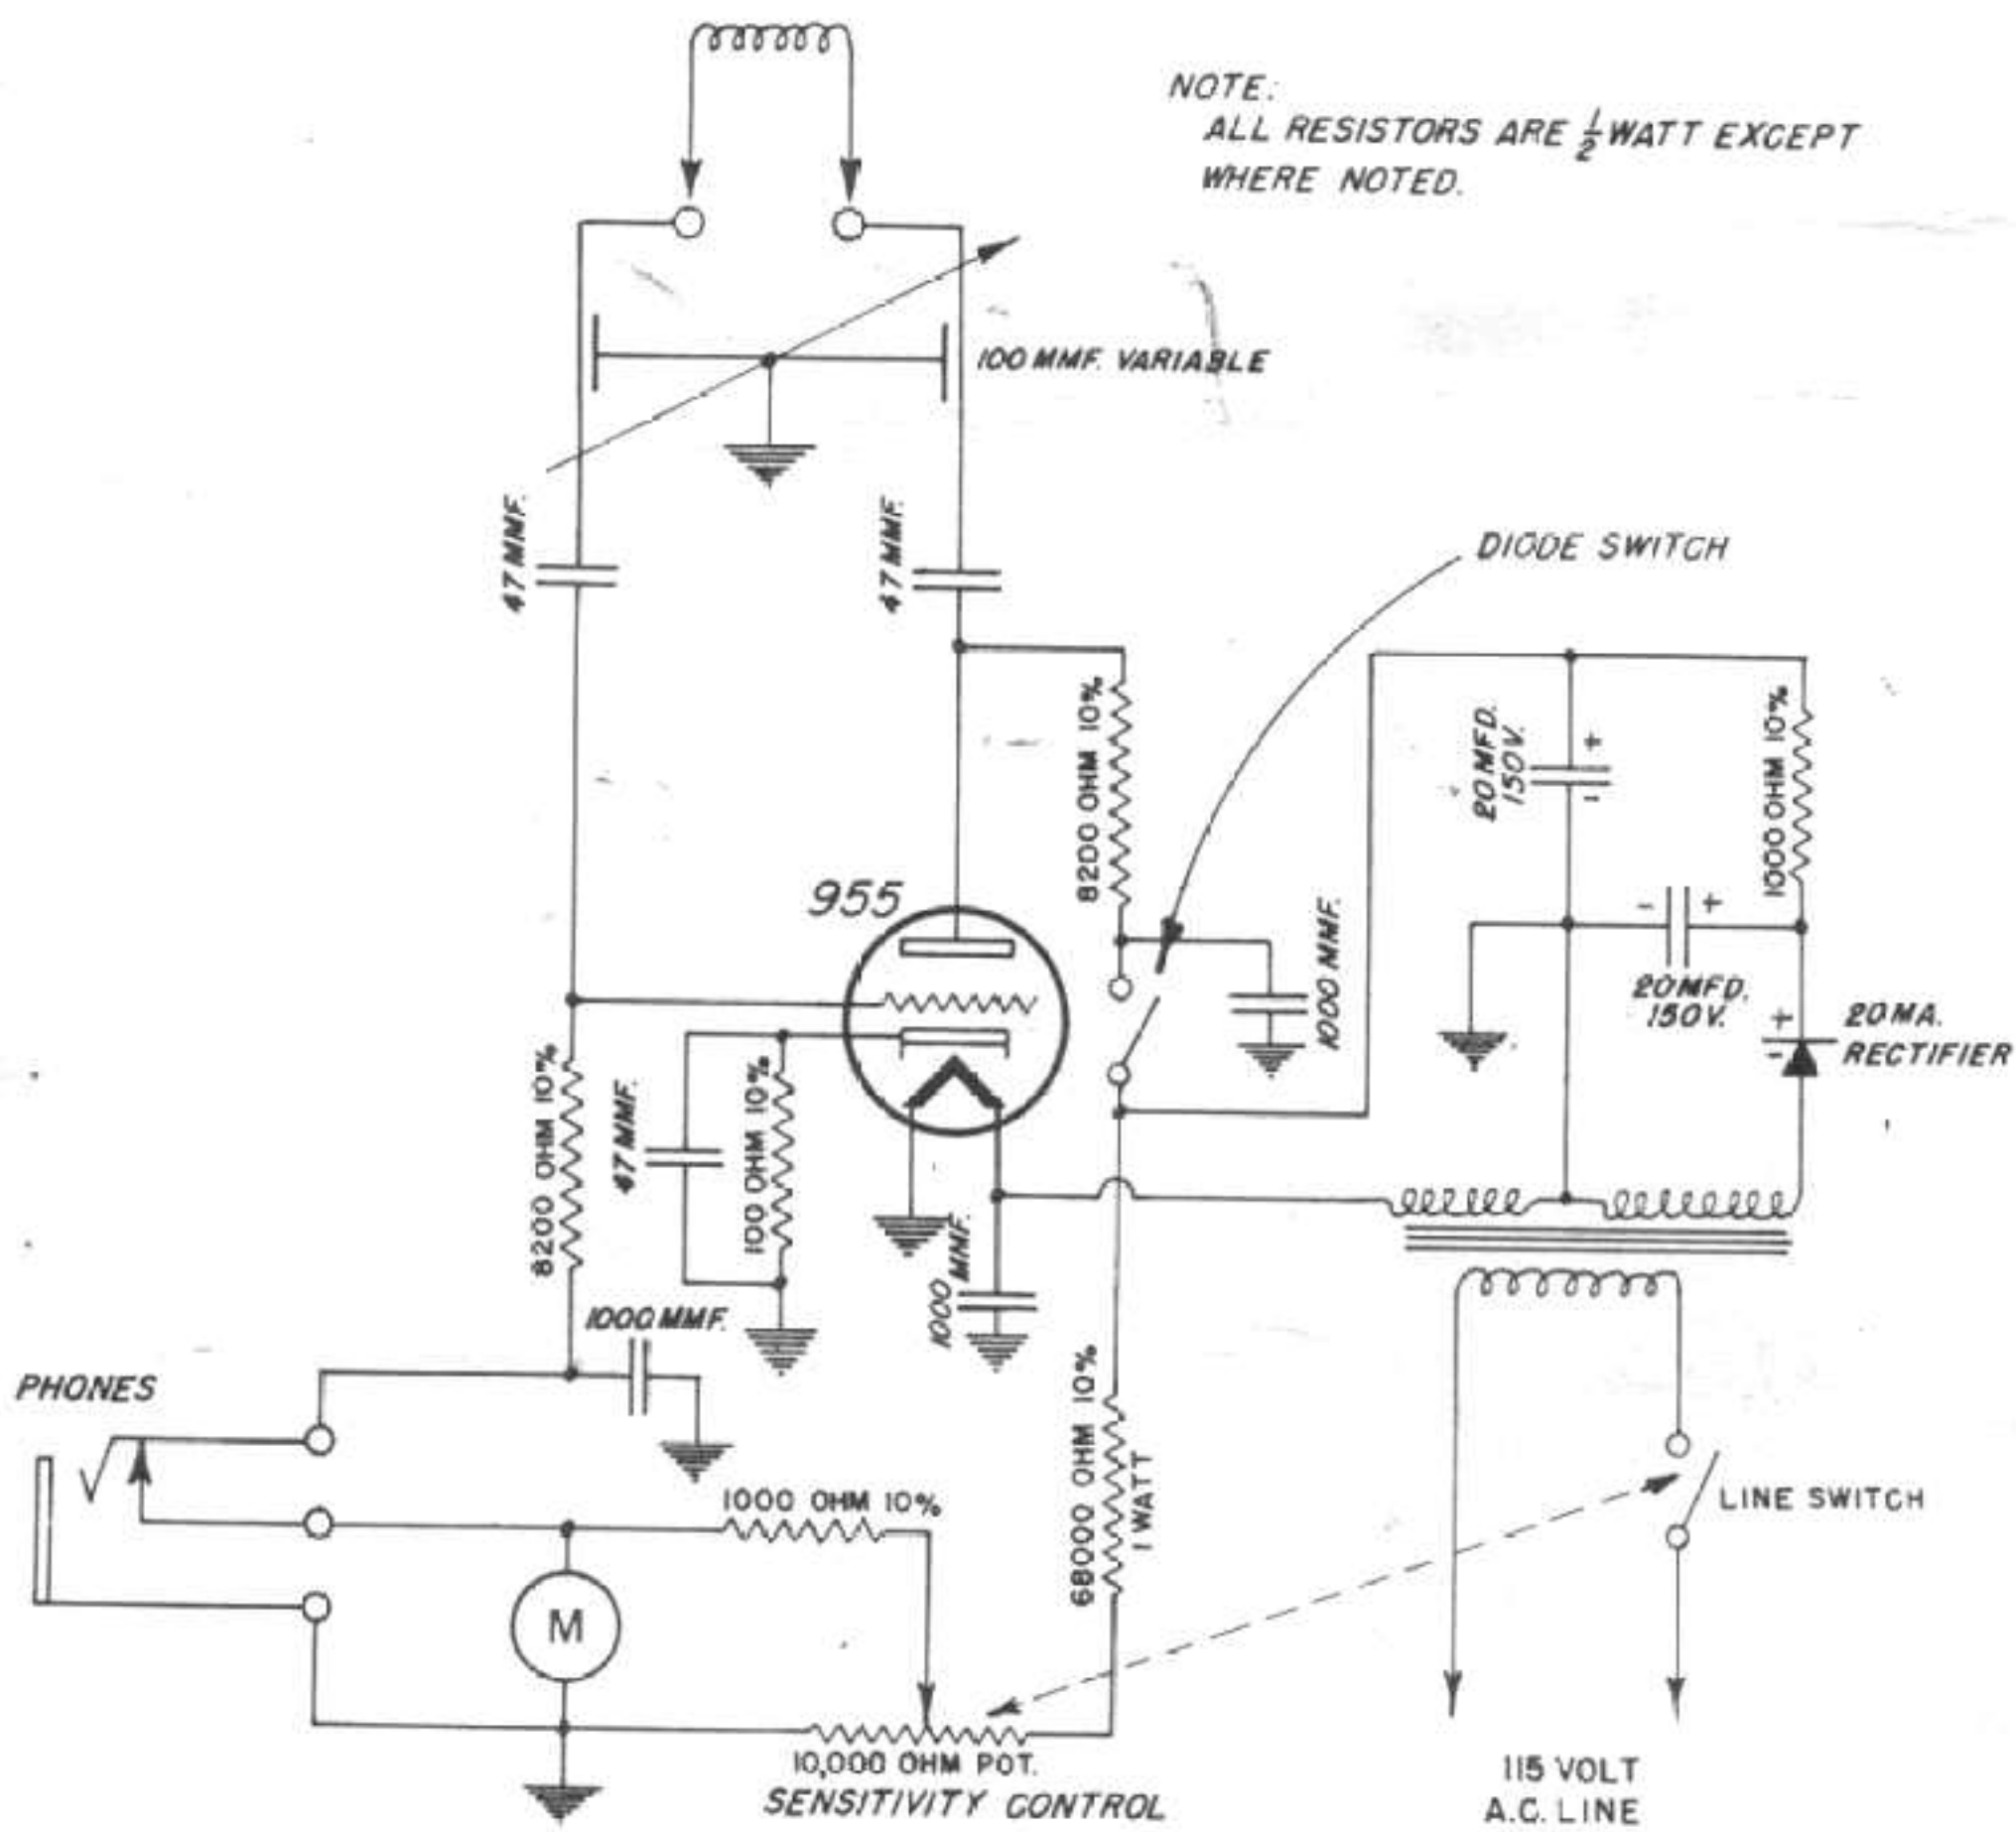 NOTE:
ALL RESISTORS ARE ½ WATT EXCEPT
WHERE NOTED.
100 MMF. VARIABLE
47 MMF.
47 MMF.
DIODE SWITCH
8200 OHM 10%
20 MFD.
150V.
+
-
1000 OHM 10%
955
1000 MMF.
- +
20 MFD.
150V.
+
-
20 MA.
RECTIFIER
8200 OHM 10%
47 MMF.
100 OHM 10%
1000 MMF.
1000 MMF.
PHONES
1000 OHM 10%
68000 OHM 10%
1 WATT
LINE SWITCH
M
10,000 OHM POT.
SENSITIVITY CONTROL
115 VOLT
A.C. LINE